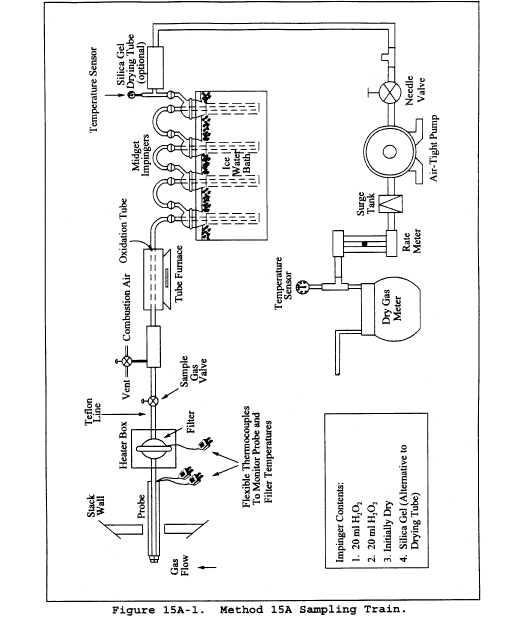 Temperature Sensor
Silica Gel
Drying Tube
(optional)
Midget
Impingers
Ice
Water
Bath
Oxidation Tube
Tube Furnace
Combustion Air
Vent
Sample
Gas
Valve
Teflon
Line
Heater Box
Filter
Flexible Thermocouples
To Monitor Probe and
Filter Temperatures
Stack
Wall
Probe
Gas
Flow
Needle
Valve
Air-Tight Pump
Surge
Tank
Rate
Meter
Temperature
Sensor
Dry Gas
Meter
Impinger Contents:
1. 20 ml H₂O₂
2. 20 ml H₂O₂
3. Initially Dry
4. Silica Gel (Alternative to
Drying Tube)
Figure 15A-1. Method 15A Sampling Train.